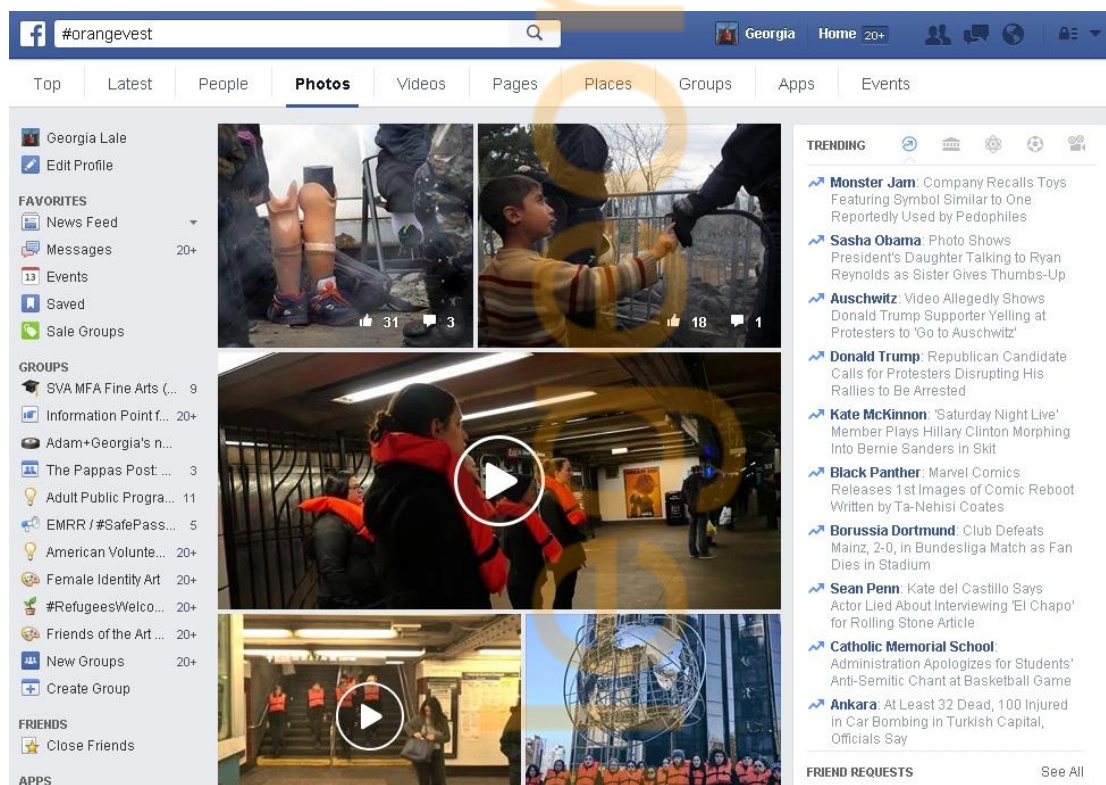 #orangevest
Georgia
Home 20+
Top
Latest
People
Photos
Videos
Pages
Places
Groups
Apps
Events
Georgia Lale
Edit Profile
FAVORITES
News Feed
Messages 20+
13 Events
Saved
Sale Groups
GROUPS
SVA MFA Fine Arts (... 9
Information Point f... 20+
Adam+Georgia's n...
The Pappas Post: ... 3
Adult Public Progra... 11
EMRR / #SafePass... 5
American Volunte... 20+
Female Identity Art 20+
#RefugeesWelco... 20+
Friends of the Art ... 20+
New Groups 20+
Create Group
FRIENDS
Close Friends
APPS
31 3
18 1
TRENDING
Monster Jam: Company Recalls Toys
Featuring Symbol Similar to One
Reportedly Used by Pedophiles
Sasha Obama: Photo Shows
President's Daughter Talking to Ryan
Reynolds as Sister Gives Thumbs-Up
Auschwitz: Video Allegedly Shows
Donald Trump Supporter Yelling at
Protesters to 'Go to Auschwitz'
Donald Trump: Republican Candidate
Calls for Protesters Disrupting His
Rallies to Be Arrested
Kate McKinnon: 'Saturday Night Live'
Member Plays Hillary Clinton Morphing
Into Bernie Sanders in Skit
Black Panther: Marvel Comics
Releases 1st Images of Comic Reboot
Written by Ta-Nehisi Coates
Borussia Dortmund: Club Defeats
Mainz, 2-0, in Bundesliga Match as Fan
Dies in Stadium
Sean Penn: Kate del Castillo Says
Actor Lied About Interviewing 'El Chapo'
for Rolling Stone Article
Catholic Memorial School:
Administration Apologizes for Students'
Anti-Semitic Chant at Basketball Game
Ankara: At Least 32 Dead, 100 Injured
in Car Bombing in Turkish Capital,
Officials Say
FRIEND REQUESTS
See All